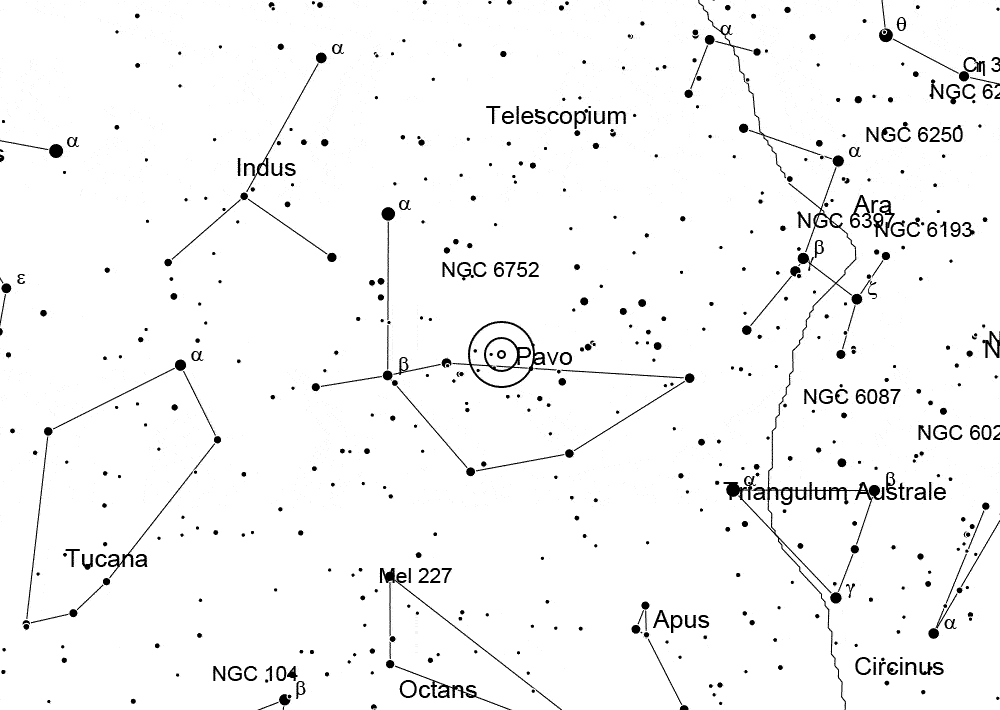 α
α
θ
Cη 3
NGC 62
Telescopium
NGC 6250
α
α
s
Indus
Ara
α
NGC 6397
NGC 6193
β
NGC 6752
ε
ζ
α
β
Pavo
NGC 6087
NGC 602
α
β
Triangulum Australe
Tucana
Mel 227
γ
Apus
α
Circinus
NGC 104
β
Octans